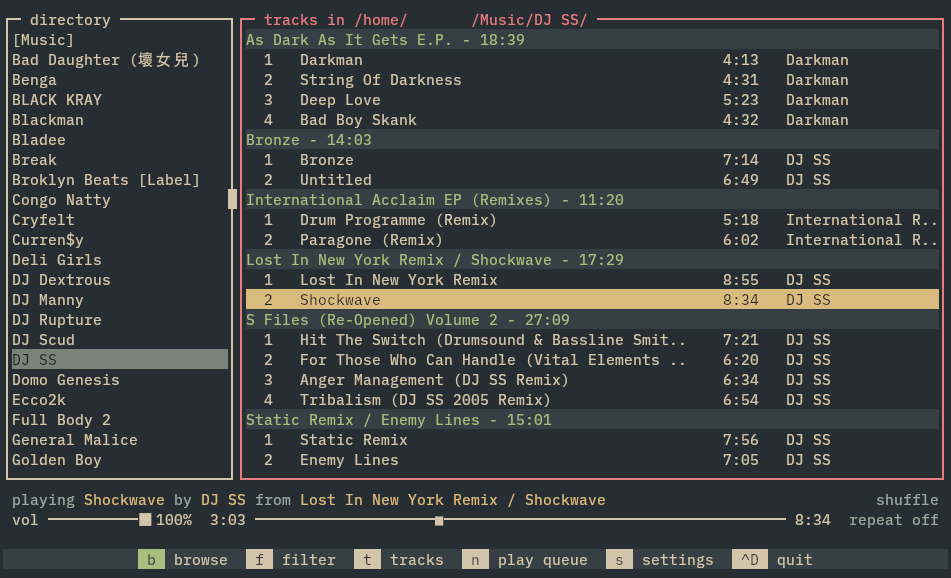 directory
[Music]
Bad Daughter (壞女兒)
Benga
BLACK KRAY
Blackman
Bladee
Break
Broklyn Beats [Label]
Congo Natty
Cryfelt
Curren$y
Deli Girls
DJ Dextrous
DJ Manny
DJ Rupture
DJ Scud
DJ SS
Domo Genesis
Ecco2k
Full Body 2
General Malice
Golden Boy
tracks in /home/ /Music/DJ SS/
As Dark As It Gets E.P. - 18:39
1 Darkman 4:13 Darkman
2 String Of Darkness 4:31 Darkman
3 Deep Love 5:23 Darkman
4 Bad Boy Skank 4:32 Darkman
Bronze - 14:03
1 Bronze 7:14 DJ SS
2 Untitled 6:49 DJ SS
International Acclaim EP (Remixes) - 11:20
1 Drum Programme (Remix) 5:18 International R..
2 Paragone (Remix) 6:02 International R..
Lost In New York Remix / Shockwave - 17:29
1 Lost In New York Remix 8:55 DJ SS
2 Shockwave 8:34 DJ SS
S Files (Re-Opened) Volume 2 - 27:09
1 Hit The Switch (Drumsound & Bassline Smit.. 7:21 DJ SS
2 For Those Who Can Handle (Vital Elements .. 6:20 DJ SS
3 Anger Management (DJ SS Remix) 6:34 DJ SS
4 Tribalism (DJ SS 2005 Remix) 6:54 DJ SS
Static Remix / Enemy Lines - 15:01
1 Static Remix 7:56 DJ SS
2 Enemy Lines 7:05 DJ SS
playing Shockwave by DJ SS from Lost In New York Remix / Shockwave shuffle
vol 100% 3:03 8:34 repeat off
b browse f filter t tracks n play queue s settings ^D quit